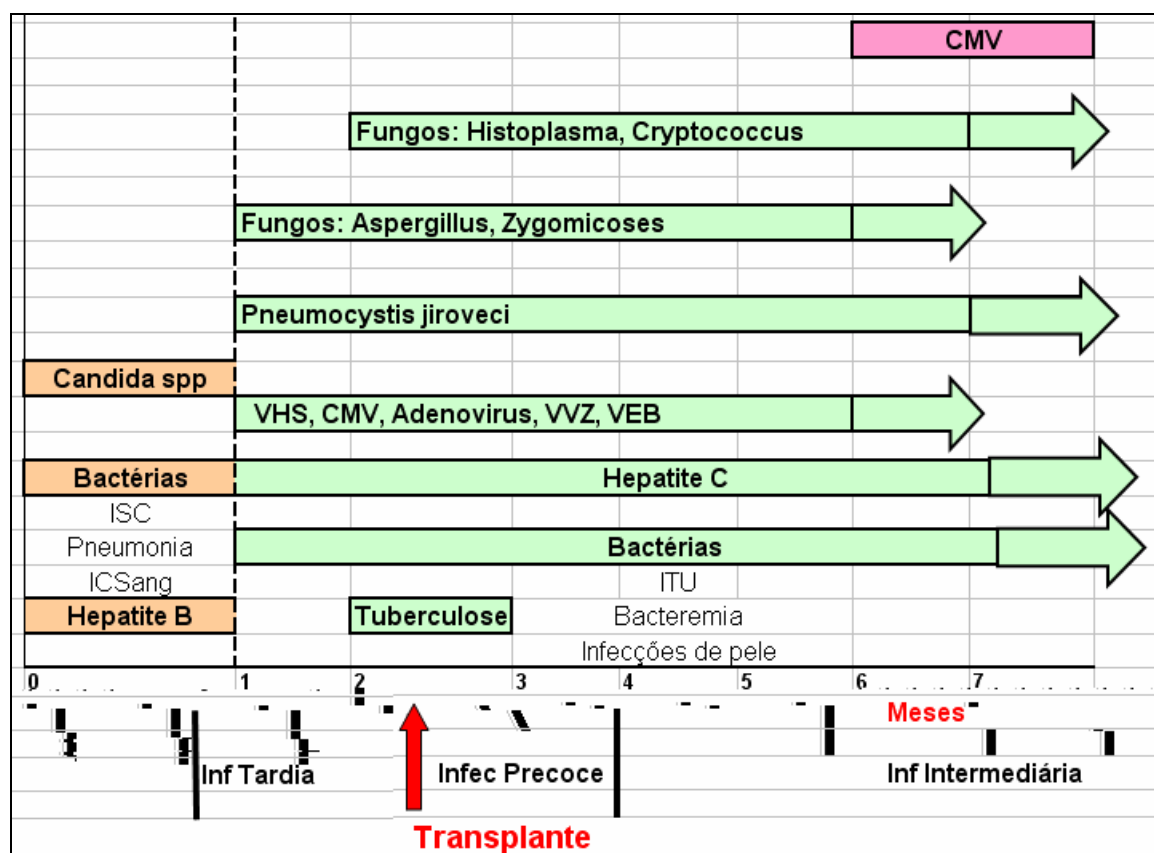 CMV
Fungos: Histoplasma, Cryptococcus
Fungos: Aspergillus, Zygomicoses
Pneumocystis jiroveci
Candida spp
VHS, CMV, Adenovirus, VVZ, VEB
Bactérias Hepatite C
ISC
Pneumonia Bactérias
ICSang ITU
Hepatite B Tuberculose Bacteremia
Infecções de pele
0 1 2 3 4 5 6 7
Meses
Inf Tardia Infec Precoce Inf Intermediária
Transplante